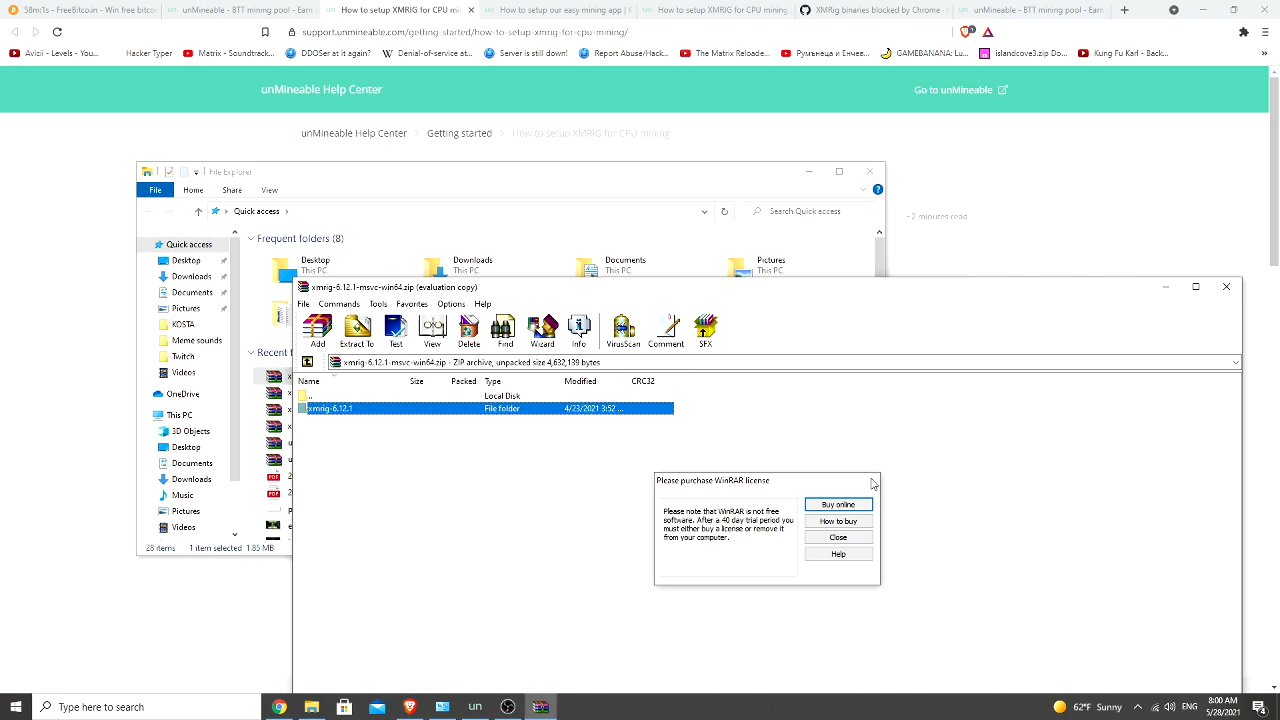 58m:1s - FreeBitco.in - Win free bitco
unMineable - BTT mining pool - Earn
How to setup XMRIG for CPU min
How to setup our easy mining app |
How to setup XMRIG for CPU mining
XMRig binaries blocked by Chrome -
unMineable - BTT mining pool - Earn
support.unmineable.com/getting-started/how-to-setup-xmrig-for-cpu-mining/
Avicii - Levels - You...
Hacker Typer
Matrix - Soundtrack...
DDOSer at it again?
Denial-of-service at...
Server is still down!
Report Abuse/Hack...
The Matrix Reloade...
Румънеца и Енчев...
GAMEBANANA: Lu...
islandcove3.zip Do...
Kung Fu Karl - Back...
unMineable Help Center
Go to unMineable
unMineable Help Center
Getting started
How to setup XMRIG for CPU mining
~2 minutes read
File Explorer
File
Home
Share
View
Quick access
Search Quick access
Quick access
Desktop
Downloads
Documents
Pictures
KOSTA
Meme sounds
Twitch
Videos
OneDrive
This PC
3D Objects
Desktop
Documents
Downloads
Music
Pictures
Videos
Frequent folders (8)
Desktop
This PC
Downloads
This PC
Documents
This PC
Pictures
This PC
28 items
1 item selected 1.85 MB
xmrig-6.12.1-msvc-win64.zip (evaluation copy)
File
Commands
Tools
Favorites
Options
Help
Add
Extract To
Test
View
Delete
Find
Wizard
Info
VirusScan
Comment
SFX
xmrig-6.12.1-msvc-win64.zip - ZIP archive, unpacked size 4,632,139 bytes
Name
Size
Packed
Type
Modified
CRC32
..
Local Disk
xmrig-6.12.1
File folder
4/23/2021 3:52 ...
Please purchase WinRAR license
Please note that WinRAR is not free
software. After a 40 day trial period you
must either buy a license or remove it
from your computer.
Buy online
How to buy
Close
Help
Type here to search
un
62°F Sunny
ENG
8:00 AM
5/28/2021